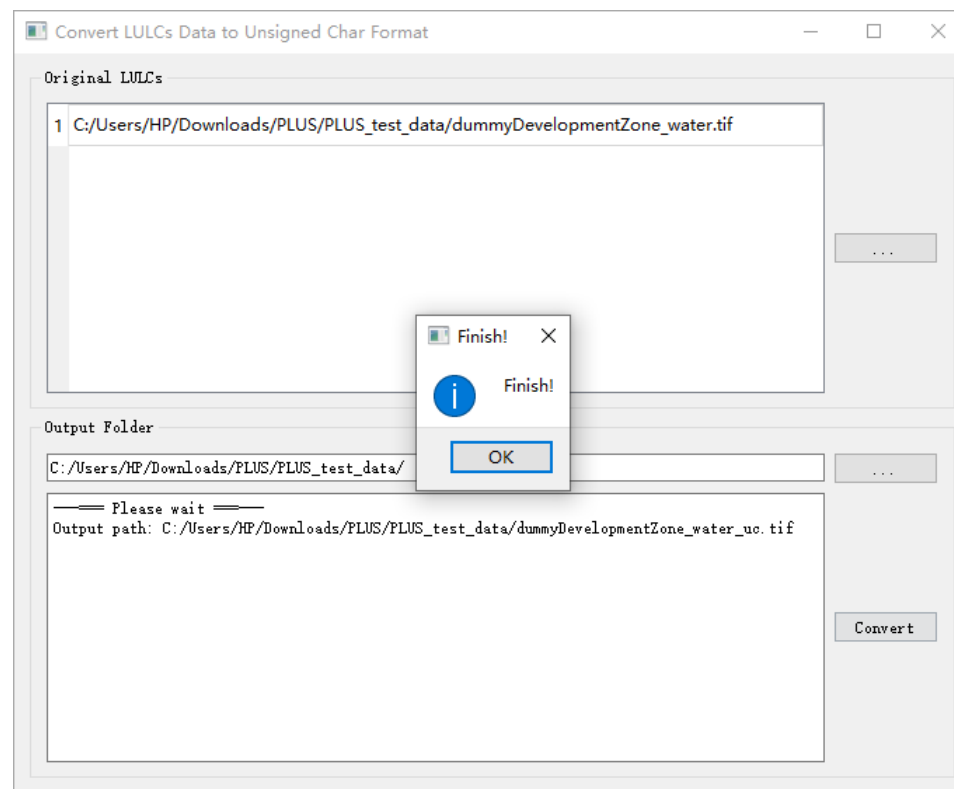 Convert LULCs Data to Unsigned Char Format
Original LULCs
1 C:/Users/HP/Downloads/PLUS/PLUS_test_data/dummyDevelopmentZone_water.tif
...
Finish!
Finish!
OK
Output Folder
C:/Users/HP/Downloads/PLUS/PLUS_test_data/
...
——=== Please wait ===——
Output path: C:/Users/HP/Downloads/PLUS/PLUS_test_data/dummyDevelopmentZone_water_uc.tif
Convert